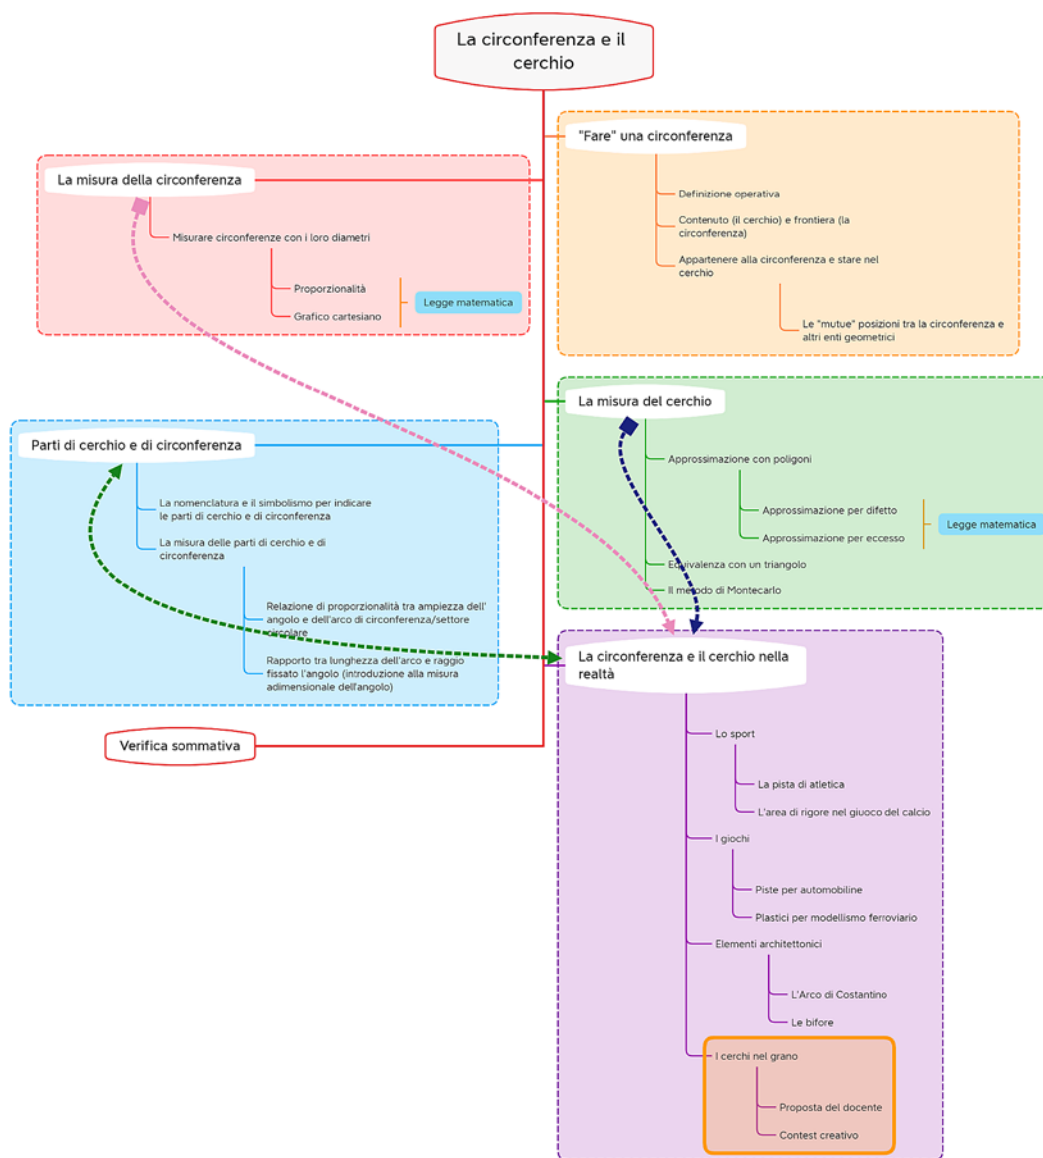 La circonferenza e il
cerchio
"Fare" una circonferenza
Definizione operativa
Contenuto (il cerchio) e frontiera (la
circonferenza)
Appartenere alla circonferenza e stare nel
cerchio
Le "mutue" posizioni tra la circonferenza e
altri enti geometrici
La misura della circonferenza
Misurare circonferenze con i loro diametri
Proporzionalità
Grafico cartesiano
Legge matematica
La misura del cerchio
Approssimazione con poligoni
Approssimazione per difetto
Approssimazione per eccesso
Legge matematica
Equivalenza con un triangolo
Il metodo di Montecarlo
Parti di cerchio e di circonferenza
La nomenclatura e il simbolismo per indicare
le parti di cerchio e di circonferenza
La misura delle parti di cerchio e di
circonferenza
Relazione di proporzionalità tra ampiezza dell'
angolo e dell'arco di circonferenza/settore
circolare
Rapporto tra lunghezza dell'arco e raggio
fissato l'angolo (introduzione alla misura
adimensionale dell'angolo)
La circonferenza e il cerchio nella
realtà
Lo sport
La pista di atletica
L'area di rigore nel giuoco del calcio
I giochi
Piste per automobiline
Plastici per modellismo ferroviario
Elementi architettonici
L'Arco di Costantino
Le bifore
I cerchi nel grano
Proposta del docente
Contest creativo
Verifica sommativa